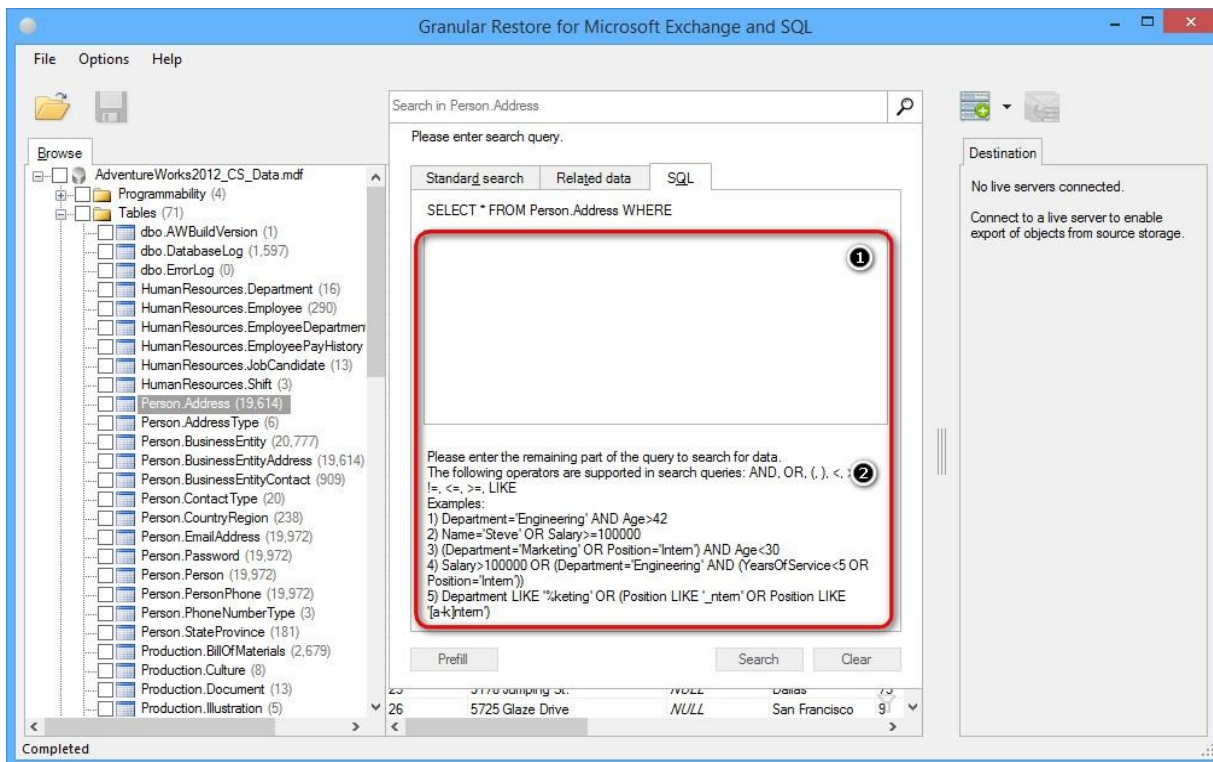 Granular Restore for Microsoft Exchange and SQL
File Options Help
Search in Person.Address
Please enter search query.
Browse
AdventureWorks2012_CS_Data.mdf
Programmability (4)
Tables (71)
dbo.AWBuildVersion (1)
dbo.DatabaseLog (1,597)
dbo.ErrorLog (0)
HumanResources.Department (16)
HumanResources.Employee (290)
HumanResources.EmployeeDepartment
HumanResources.EmployeePayHistory
HumanResources.JobCandidate (13)
HumanResources.Shift (3)
Person.Address (19,614)
Person.AddressType (6)
Person.BusinessEntity (20,777)
Person.BusinessEntityAddress (19,614)
Person.BusinessEntityContact (909)
Person.ContactType (20)
Person.CountryRegion (238)
Person.EmailAddress (19,972)
Person.Password (19,972)
Person.Person (19,972)
Person.PersonPhone (19,972)
Person.PhoneNumberType (3)
Person.StateProvince (181)
Production.BillOfMaterials (2,679)
Production.Culture (8)
Production.Document (13)
Production.Illustration (5)
Standard search Related data SQL
SELECT * FROM Person.Address WHERE
1
Please enter the remaining part of the query to search for data.
The following operators are supported in search queries: AND, OR, (, ), <,
2
!=, <=, >=, LIKE
Examples:
1) Department='Engineering' AND Age>42
2) Name='Steve' OR Salary>=100000
3) (Department='Marketing' OR Position='Intern') AND Age<30
4) Salary>100000 OR (Department='Engineering' AND (YearsOfService<5 OR
Position='Intern'))
5) Department LIKE '%keting' OR (Position LIKE '_ntern' OR Position LIKE
'[a-k]ntern')
Prefill Search Clear
26 5725 Glaze Drive NULL San Francisco 9
Destination
No live servers connected.
Connect to a live server to enable
export of objects from source storage.
Completed